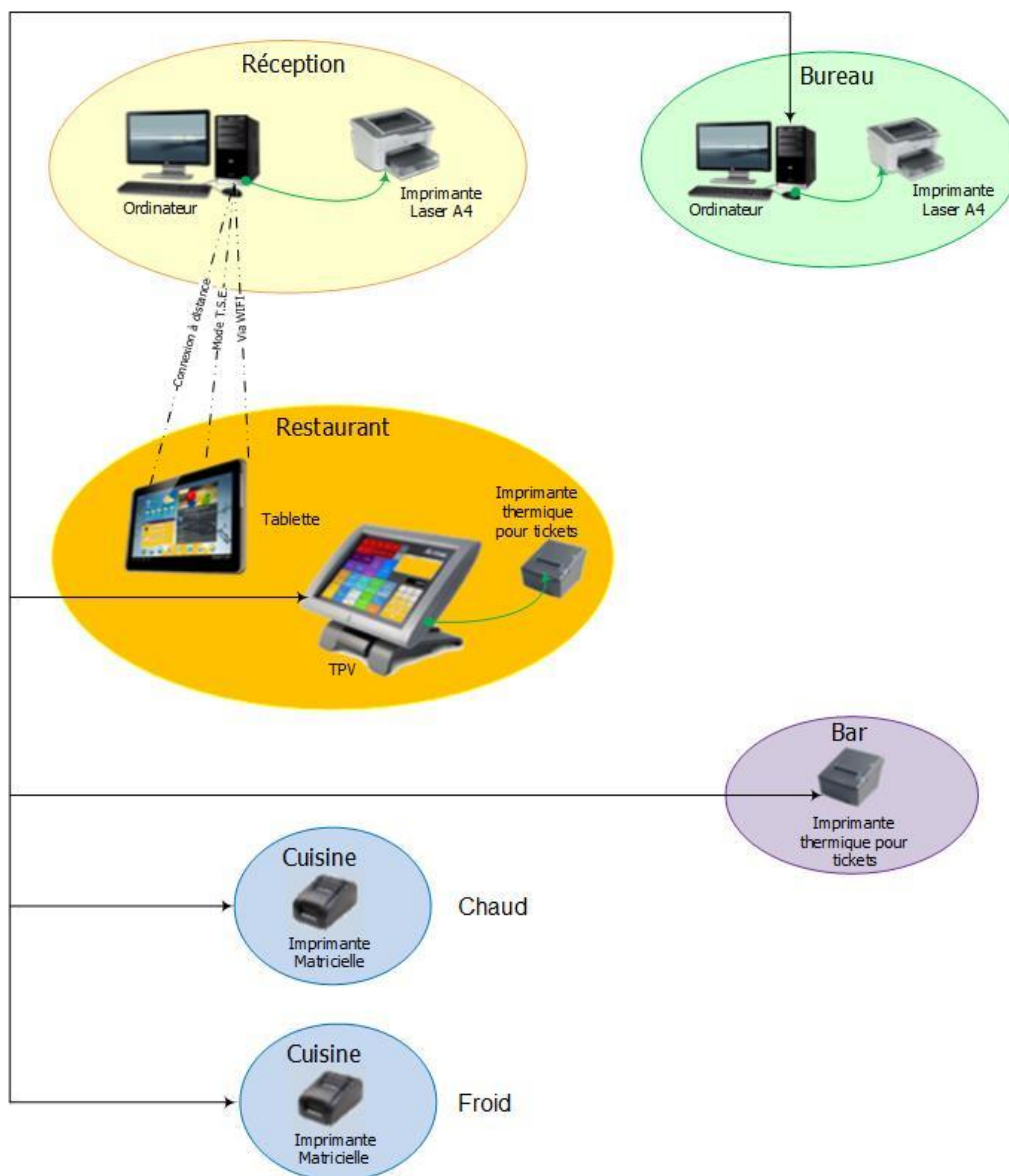 Réception
Bureau
Ordinateur
Imprimante
Laser A4
Ordinateur
Imprimante
Laser A4
Connexion à distance
Mode T.S.E.
Via WIFI
Restaurant
Tablette
Imprimante
thermique
pour tickets
TPV
Bar
Imprimante
thermique pour
tickets
Cuisine
Imprimante
Matricielle
Chaud
Cuisine
Imprimante
Matricielle
Froid